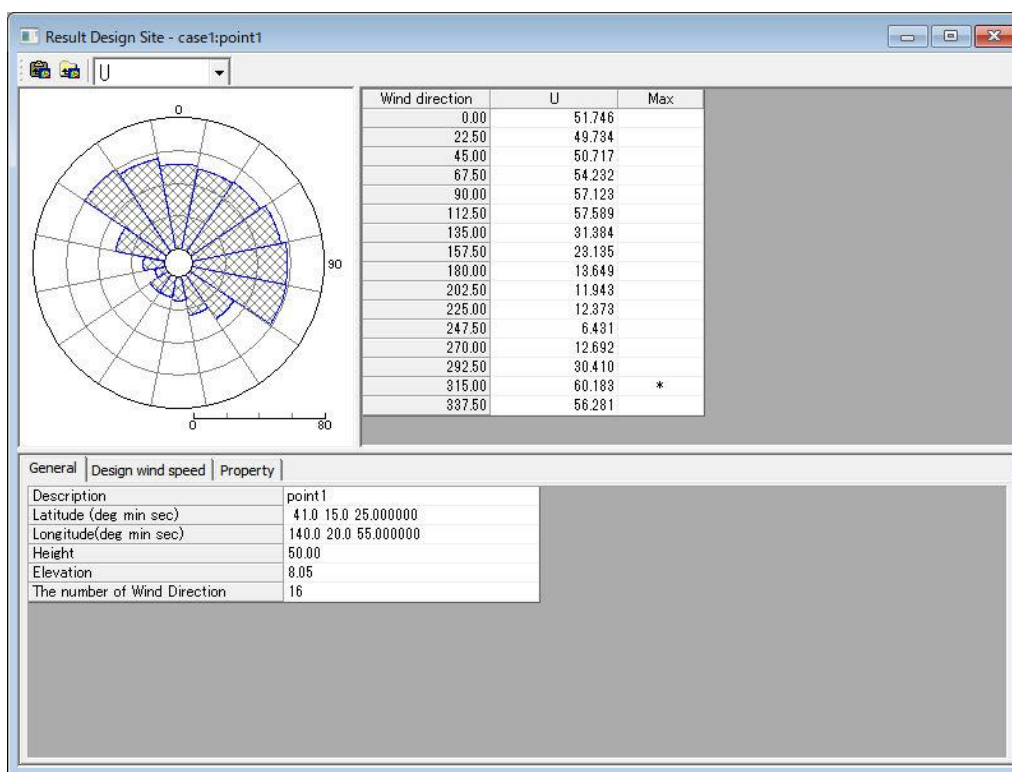 Result Design Site - case1:point1
U
0
90
0 80
Wind direction U Max
0.00 51.746
22.50 49.734
45.00 50.717
67.50 54.232
90.00 57.123
112.50 57.589
135.00 31.384
157.50 23.135
180.00 13.649
202.50 11.943
225.00 12.373
247.50 6.431
270.00 12.692
292.50 30.410
315.00 60.183 *
337.50 56.281
General Design wind speed Property
Description point1
Latitude (deg min sec) 41.0 15.0 25.000000
Longitude(deg min sec) 140.0 20.0 55.000000
Height 50.00
Elevation 8.05
The number of Wind Direction 16